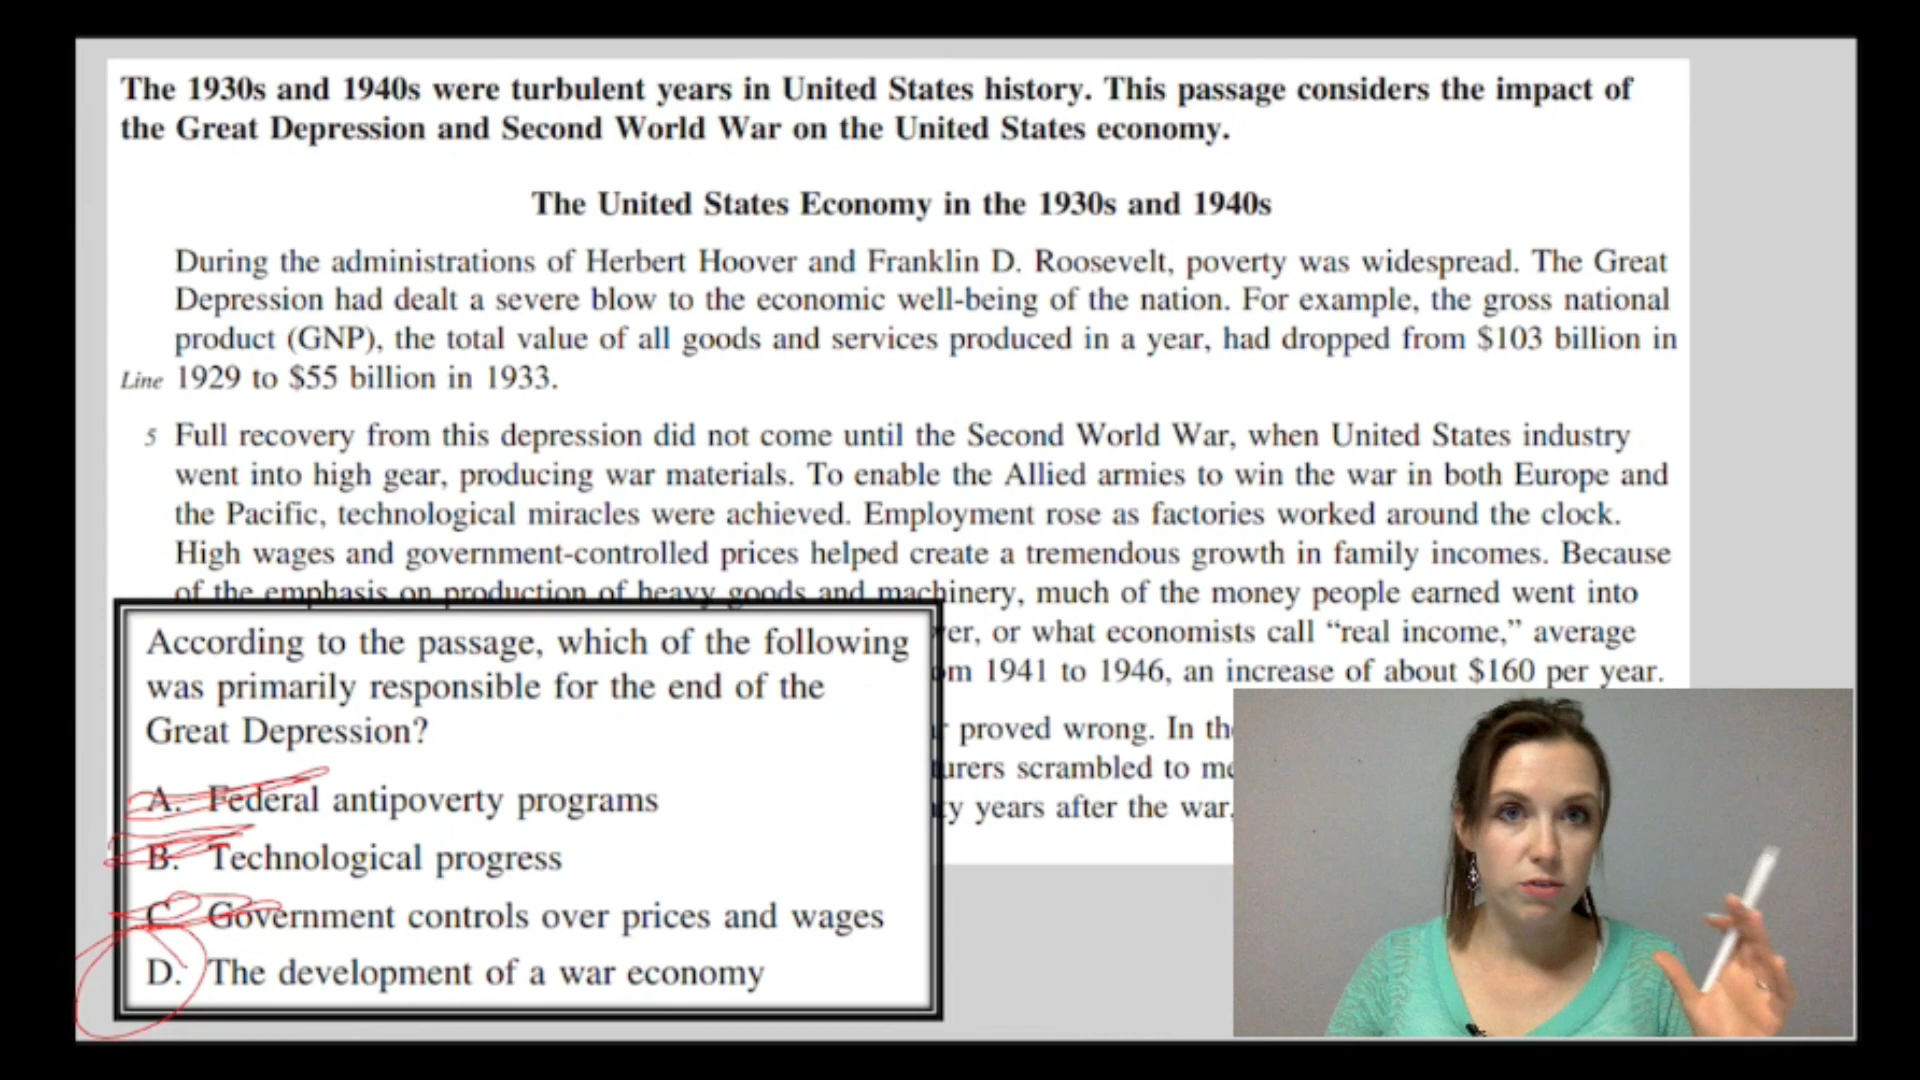 The 1930s and 1940s were turbulent years in United States history. This passage considers the impact of
the Great Depression and Second World War on the United States economy.
The United States Economy in the 1930s and 1940s
During the administrations of Herbert Hoover and Franklin D. Roosevelt, poverty was widespread. The Great
Depression had dealt a severe blow to the economic well-being of the nation. For example, the gross national
product (GNP), the total value of all goods and services produced in a year, had dropped from $103 billion in
Line 1929 to $55 billion in 1933.
5 Full recovery from this depression did not come until the Second World War, when United States industry
went into high gear, producing war materials. To enable the Allied armies to win the war in both Europe and
the Pacific, technological miracles were achieved. Employment rose as factories worked around the clock.
High wages and government-controlled prices helped create a tremendous growth in family incomes. Because
of the emphasis on production of heavy goods and machinery, much of the money people earned went into
or what economists call “real income,” average
1941 to 1946, an increase of about $160 per year.
proved wrong. In
scrambled to
years after the war.
According to the passage, which of the following
was primarily responsible for the end of the
Great Depression?
A. Federal antipoverty programs
B. Technological progress
C. Government controls over prices and wages
D. The development of a war economy